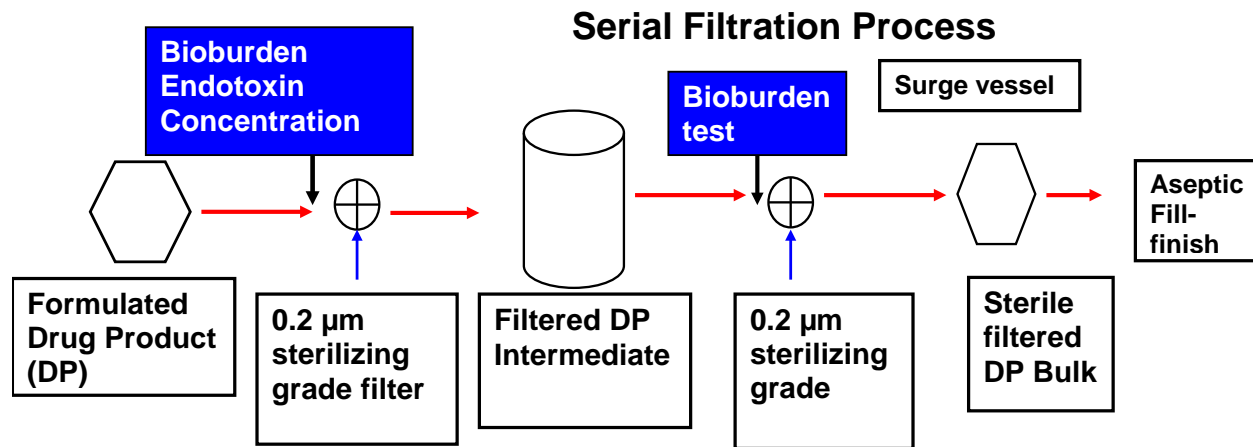 Serial Filtration Process
Bioburden
Endotoxin
Concentration
Bioburden
test
Surge vessel
Aseptic
Fill-
finish
Formulated
Drug Product
(DP)
0.2 µm
sterilizing
grade filter
Filtered DP
Intermediate
0.2 µm
sterilizing
grade
Sterile
filtered
DP Bulk